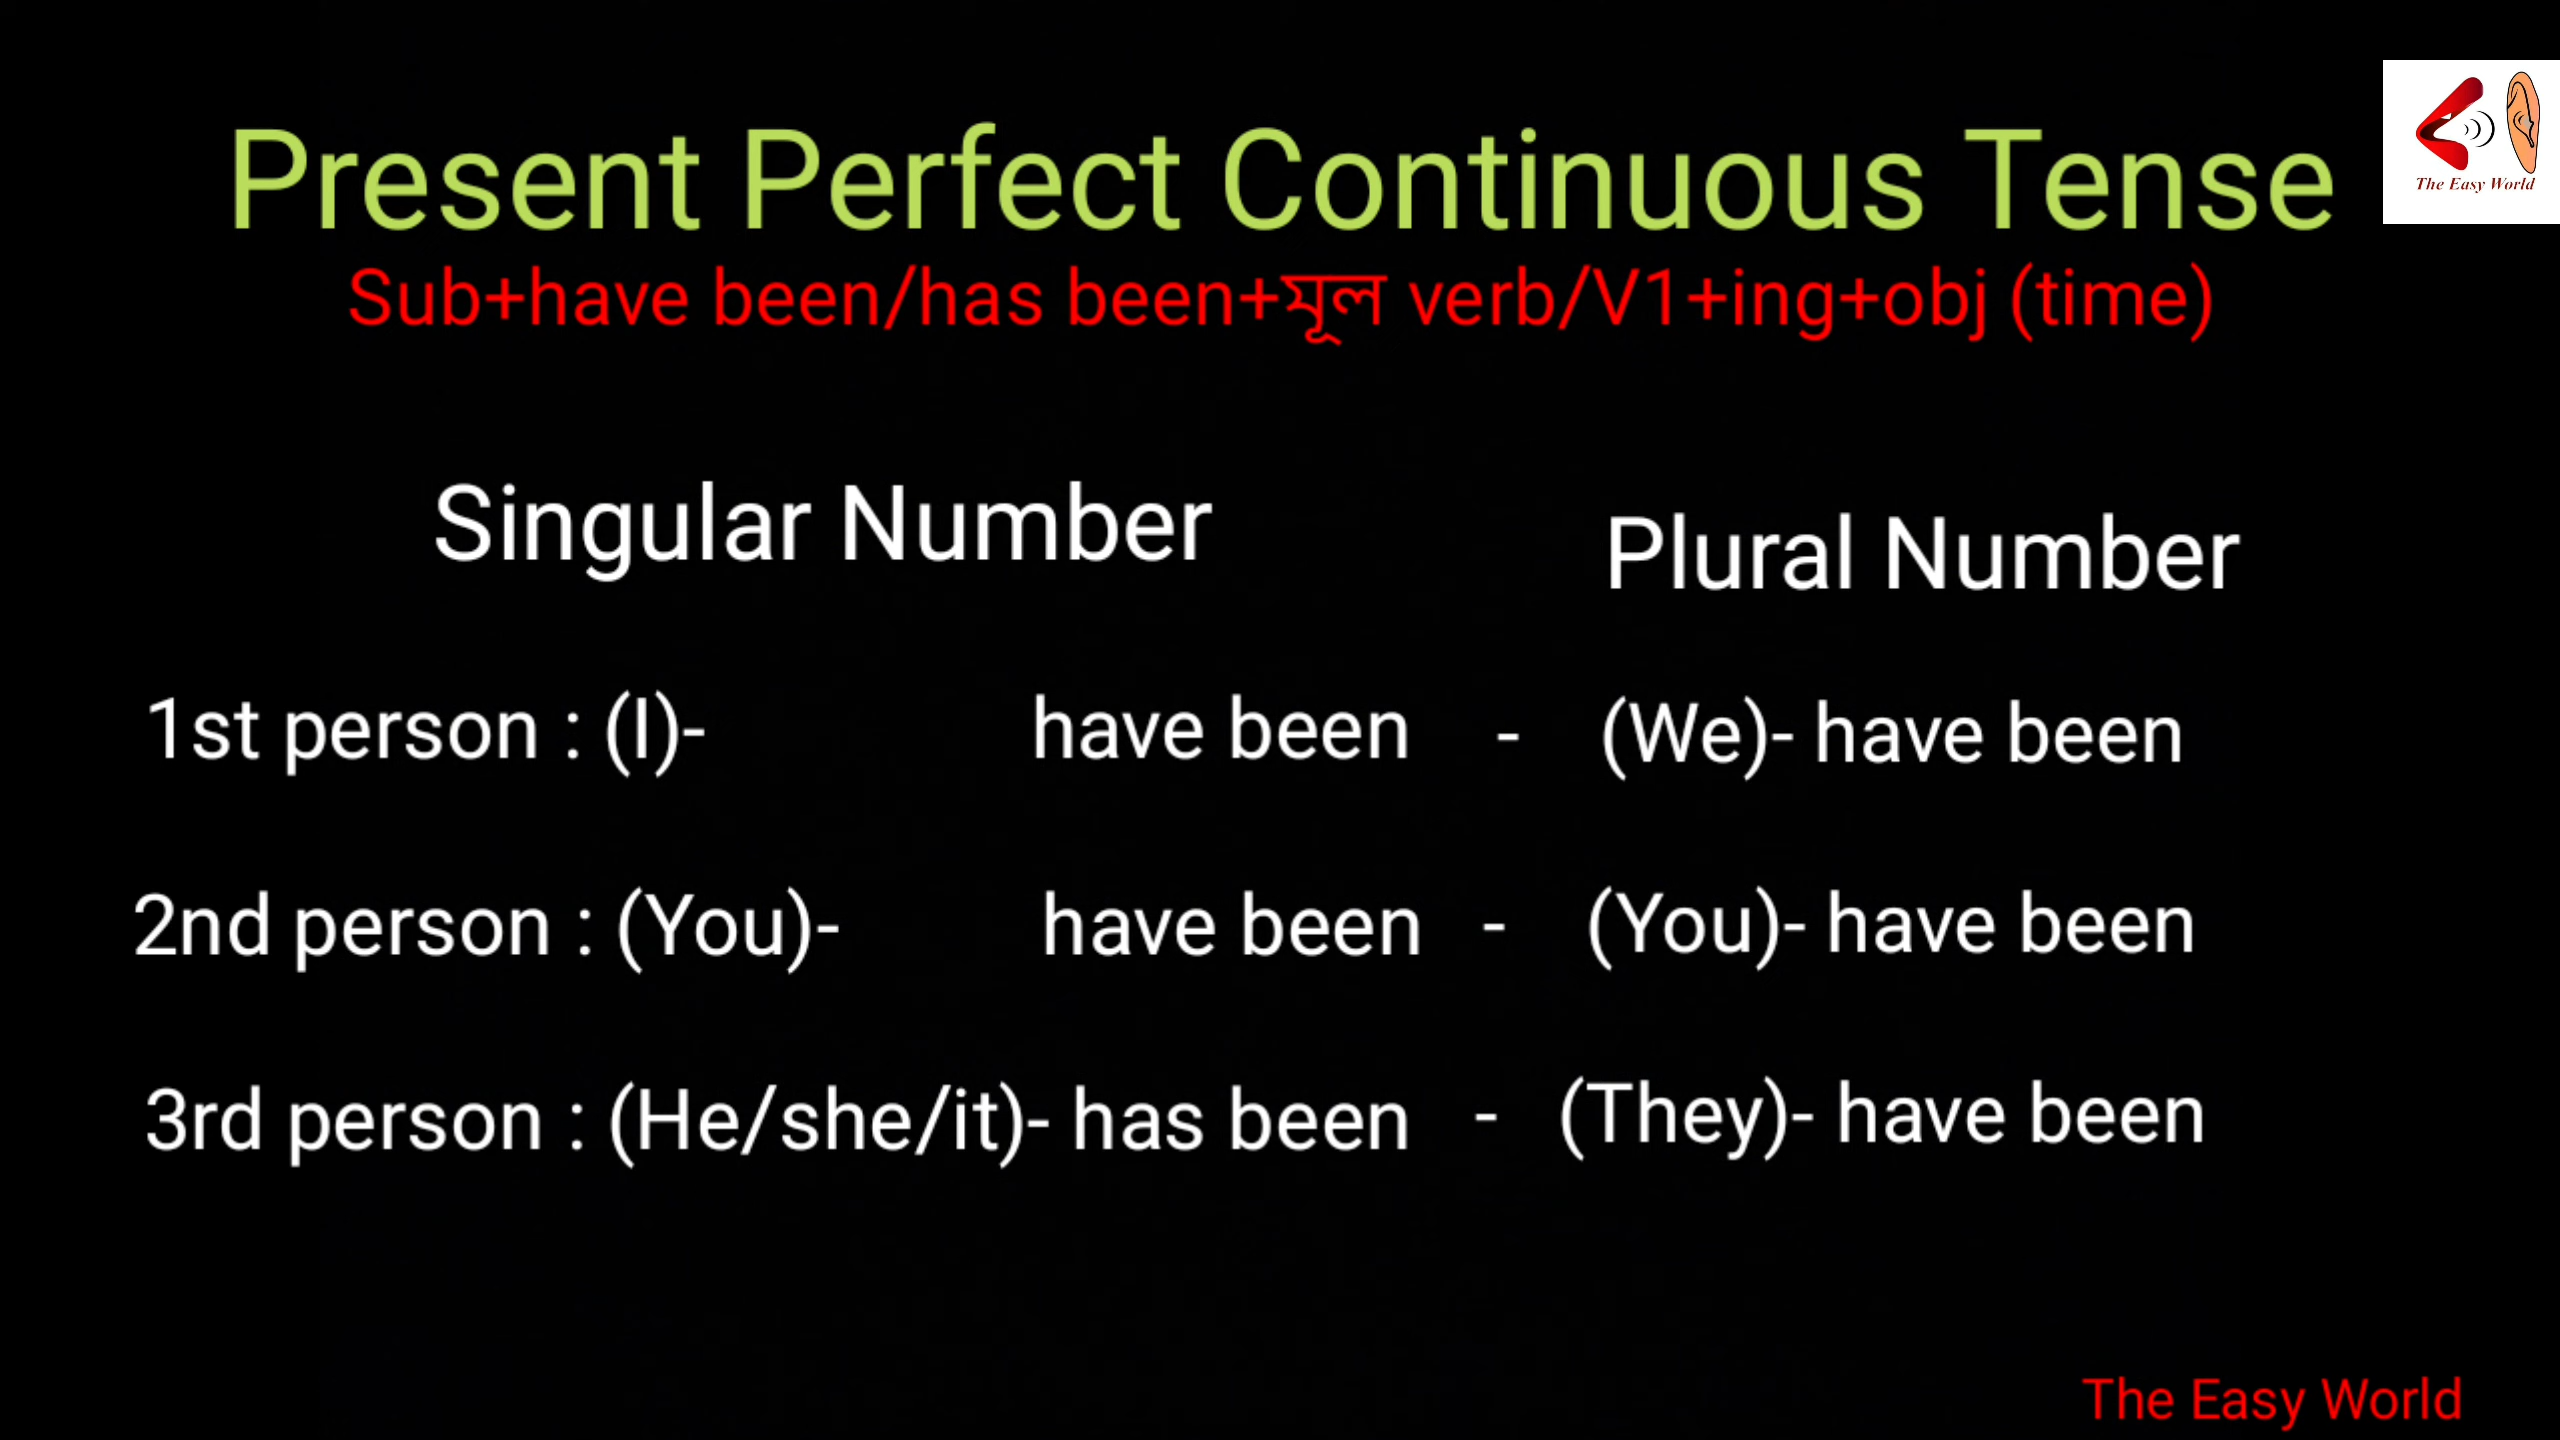 Present Perfect Continuous Tense
The Easy World
Sub+have been/has been+মূল verb/V1+ing+obj (time)
Singular Number Plural Number
1st person : (I)- have been - (We)- have been
2nd person : (You)- have been - (You)- have been
3rd person : (He/she/it)- has been - (They)- have been
The Easy World